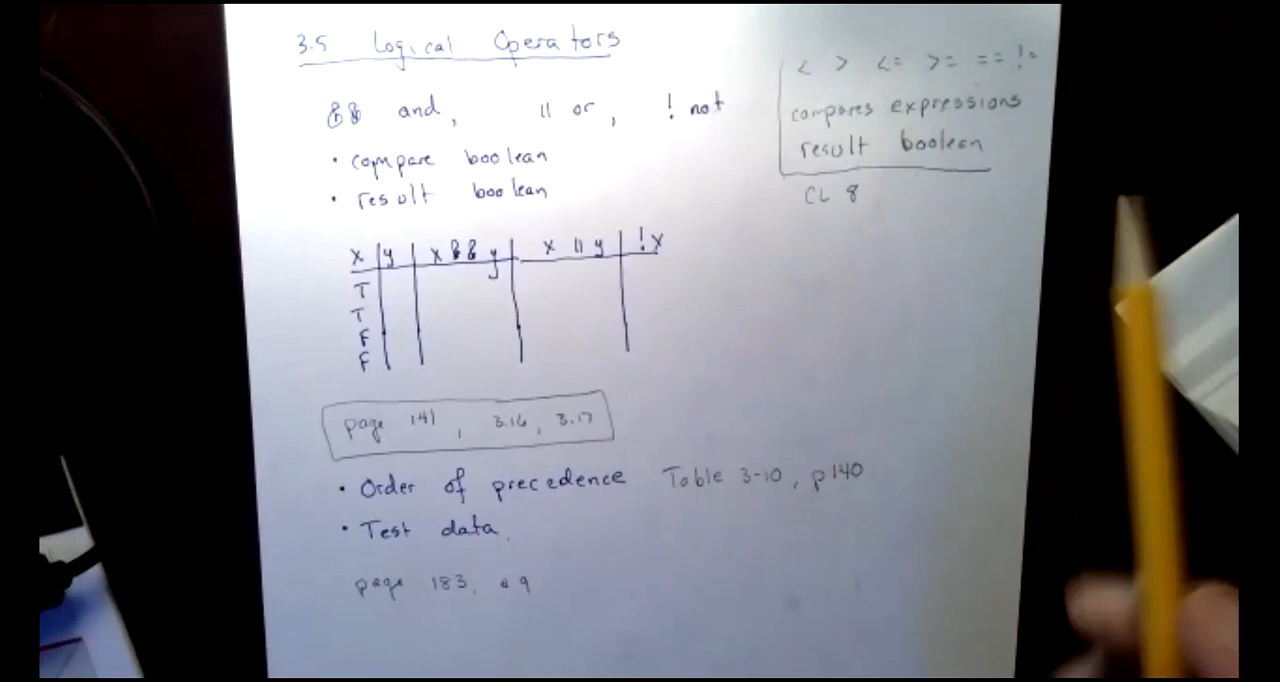 3.5 Logical Operators
&& and, || or, ! not
• compare boolean
• result boolean
x y x && y x || y !x
T
T
F
F
page 141, 3.16, 3.17
• Order of precedence Table 3-10, p140
• Test data.
page 183, 9
< > <= >= == !=
compares expressions
result boolean
CL 8